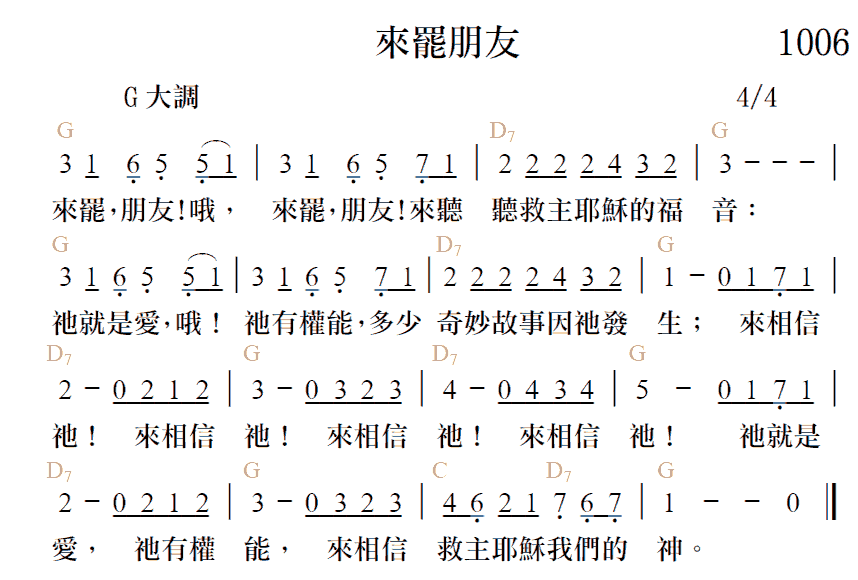 來罷朋友 1006
G大調 4/4
G D7 G
3 1 6 5 5 1 | 3 1 6 5 7 1 | 2 2 2 2 4 3 2 | 3 - - - |
來罷，朋友！哦， 來罷，朋友！來聽 聽救主耶穌的福 音：
G D7 G
3 1 6 5 5 1 | 3 1 6 5 7 1 | 2 2 2 2 4 3 2 | 1 - 0 1 7 1 |
祂就是愛，哦！ 祂有權能，多少 奇妙故事因祂發 生； 來相信
D7 G D7 G
2 - 0 2 1 2 | 3 - 0 3 2 3 | 4 - 0 4 3 4 | 5 - 0 1 7 1 |
祂！ 來相信 祂！ 來相信 祂！ 來相信 祂！ 祂就是
D7 G C D7 G
2 - 0 2 1 2 | 3 - 0 3 2 3 | 4 6 2 1 7 6 7 | 1 - - 0 ||
愛， 祂有權 能， 來相信 救主耶穌我們的 神。